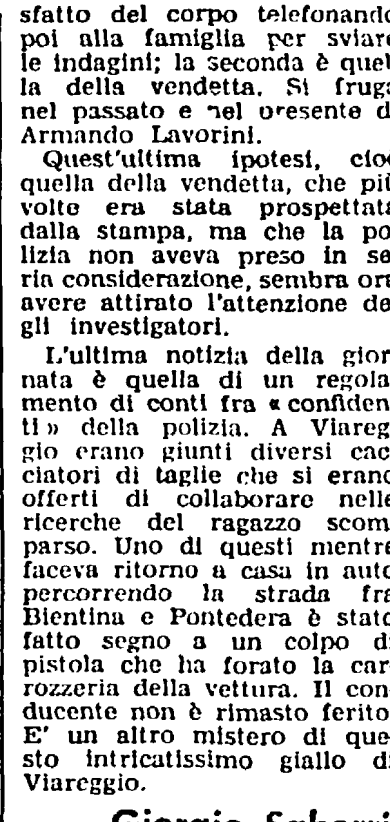 sfatto del corpo telefonando
poi alla famiglia per sviare
le indagini; la seconda è quel
la della vendetta. Si fruga
nel passato e nel presente d
Armando Lavorini.
Quest'ultima ipotesi, cioè
quella della vendetta, che più
volte era stata prospettata
dalla stampa, ma che la po
lizia non aveva preso in se
ria considerazione, sembra ora
avere attirato l'attenzione de
gli investigatori.
L'ultima notizia della gior
nata è quella di un regola
mento di conti fra « confiden
ti » della polizia. A Viareg
gio erano giunti diversi cac
ciatori di taglie che si erano
offerti di collaborare nelle
ricerche del ragazzo scom
parso. Uno di questi mentre
faceva ritorno a casa in auto
percorrendo la strada fra
Bientina e Pontedera è stato
fatto segno a un colpo di
pistola che ha forato la car
rozzeria della vettura. Il con
ducente non è rimasto ferito.
E' un altro mistero di que
sto intricatissimo giallo di
Viareggio.
Giorgio